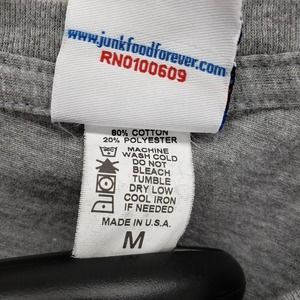 www.junkfoodforever.com
RN0100609
80% COTTON
20% POLYESTER
MACHINE
WASH COLD
DO NOT
BLEACH
TUMBLE
DRY LOW
COOL IRON
IF NEEDED
MADE IN U.S.A.
M